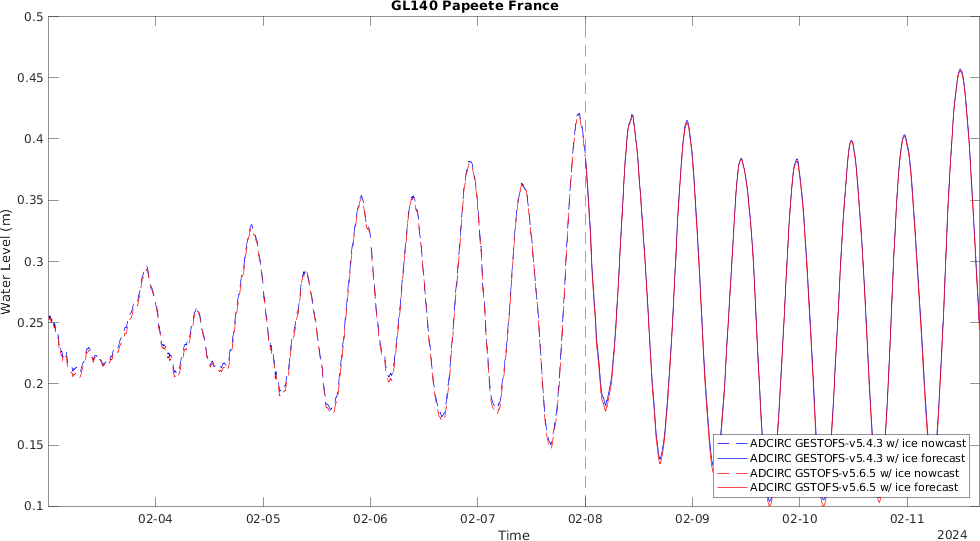 GL140 Papeete France
0.5
0.45
0.4
0.35
0.3
0.25
0.2
0.15
0.1
Water Level (m)
ADCIRC GESTOFS-v5.4.3 w/ ice nowcast
ADCIRC GESTOFS-v5.4.3 w/ ice forecast
ADCIRC GSTOFS-v5.6.5 w/ ice nowcast
ADCIRC GSTOFS-v5.6.5 w/ ice forecast
02-04 02-05 02-06 02-07 02-08 02-09 02-10 02-11
Time
2024